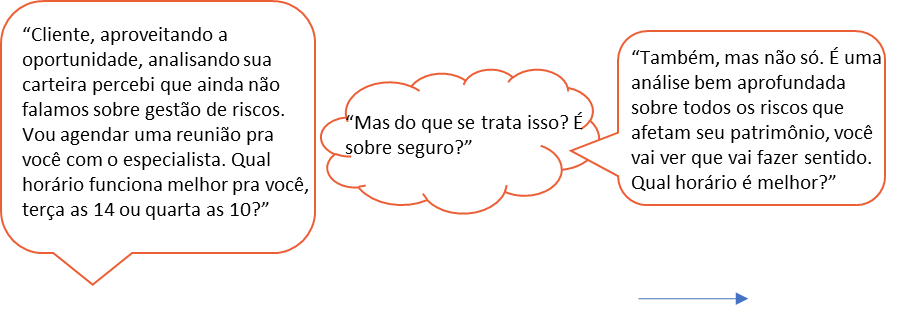 “Cliente, aproveitando a
oportunidade, analisando sua
carteira percebi que ainda não
falamos sobre gestão de riscos.
Vou agendar uma reunião pra
você com o especialista. Qual
horário funciona melhor pra você,
terça as 14 ou quarta as 10?”
“Mas do que se trata isso? É
sobre seguro?”
“Também, mas não só. É uma
análise bem aprofundada
sobre todos os riscos que
afetam seu patrimônio, você
vai ver que vai fazer sentido.
Qual horário é melhor?”